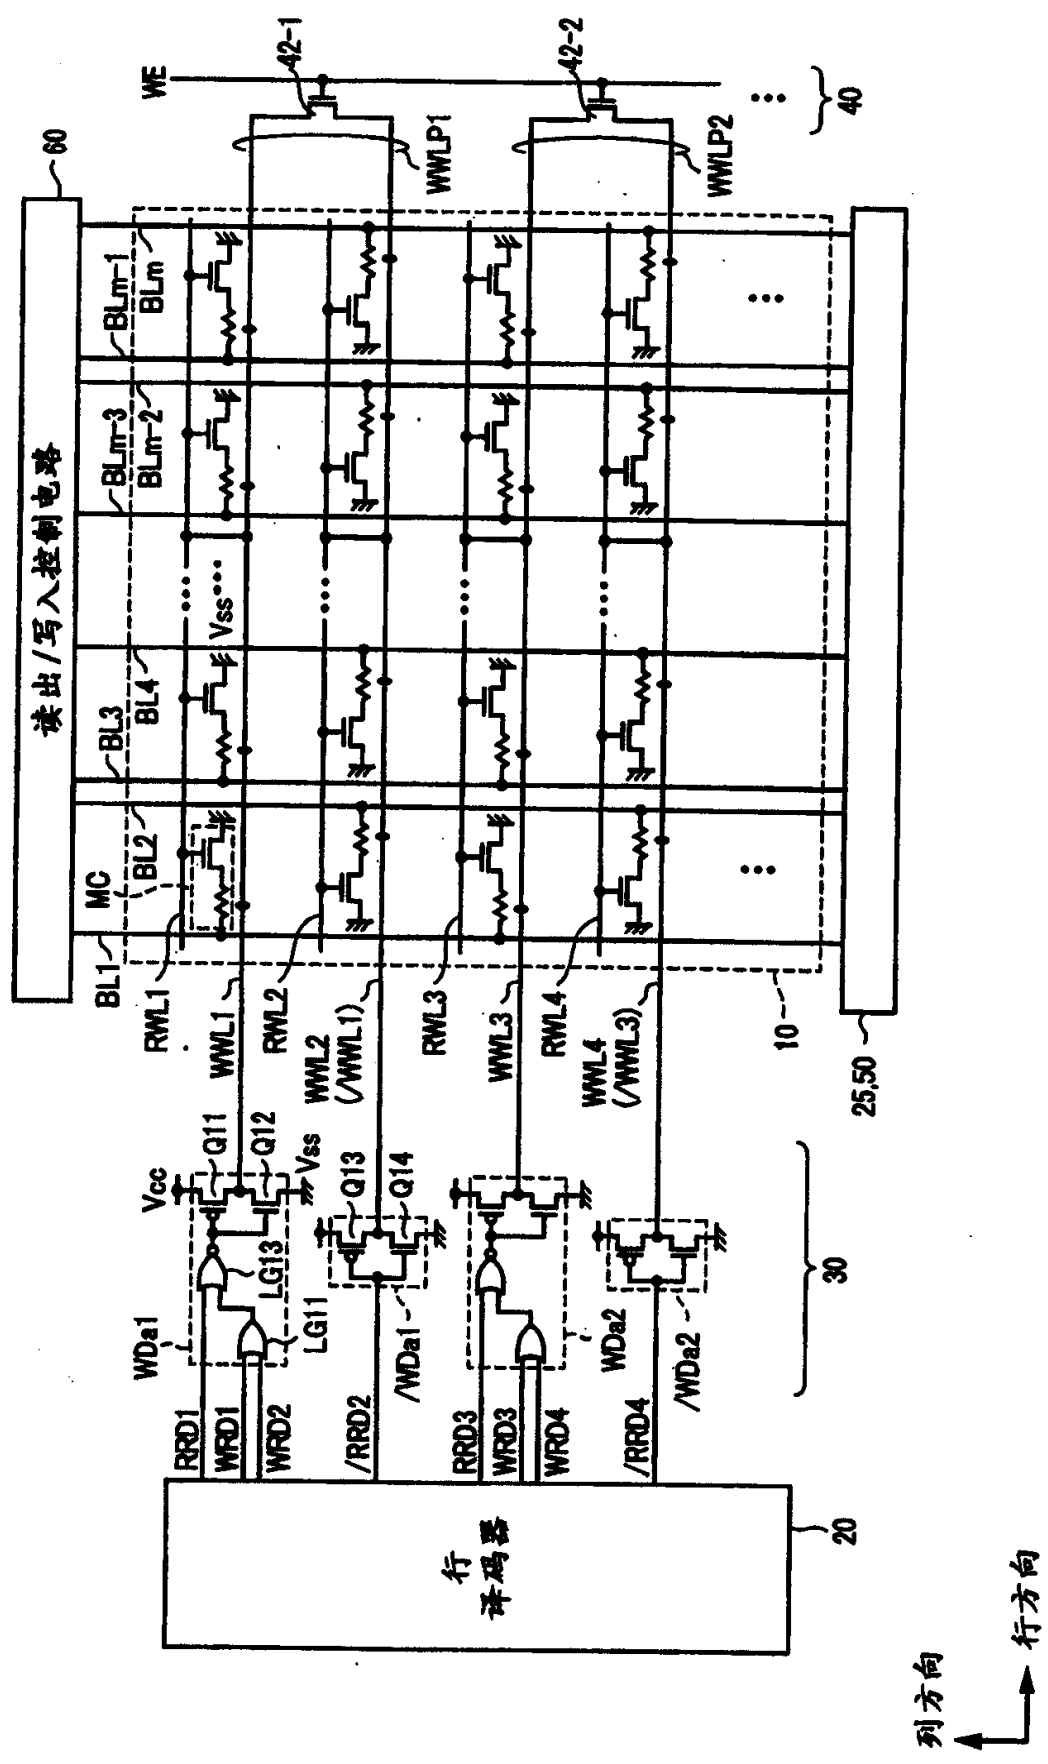 读出/写入控制电路
60
BL1
BL2
BL3
BL4
BLm-3
BLm-2
BLm-1
BLm
MC
RWL1
WWL1
RWL2
WWL2
(/WWL1)
RWL3
WWL3
RWL4
WWL4
(/WWL3)
Vss
WE
42-1
42-2
WWLP1
WWLP2
40
10
25,50
Vcc
Q11
Q12
Vss
Q13
Q14
WDa1
LG13
LG11
/WDa1
WDa2
/WDa2
30
RRD1
WRD1
WRD2
/RRD2
RRD3
WRD3
WRD4
/RRD4
行
译码器
20
列方向
行方向